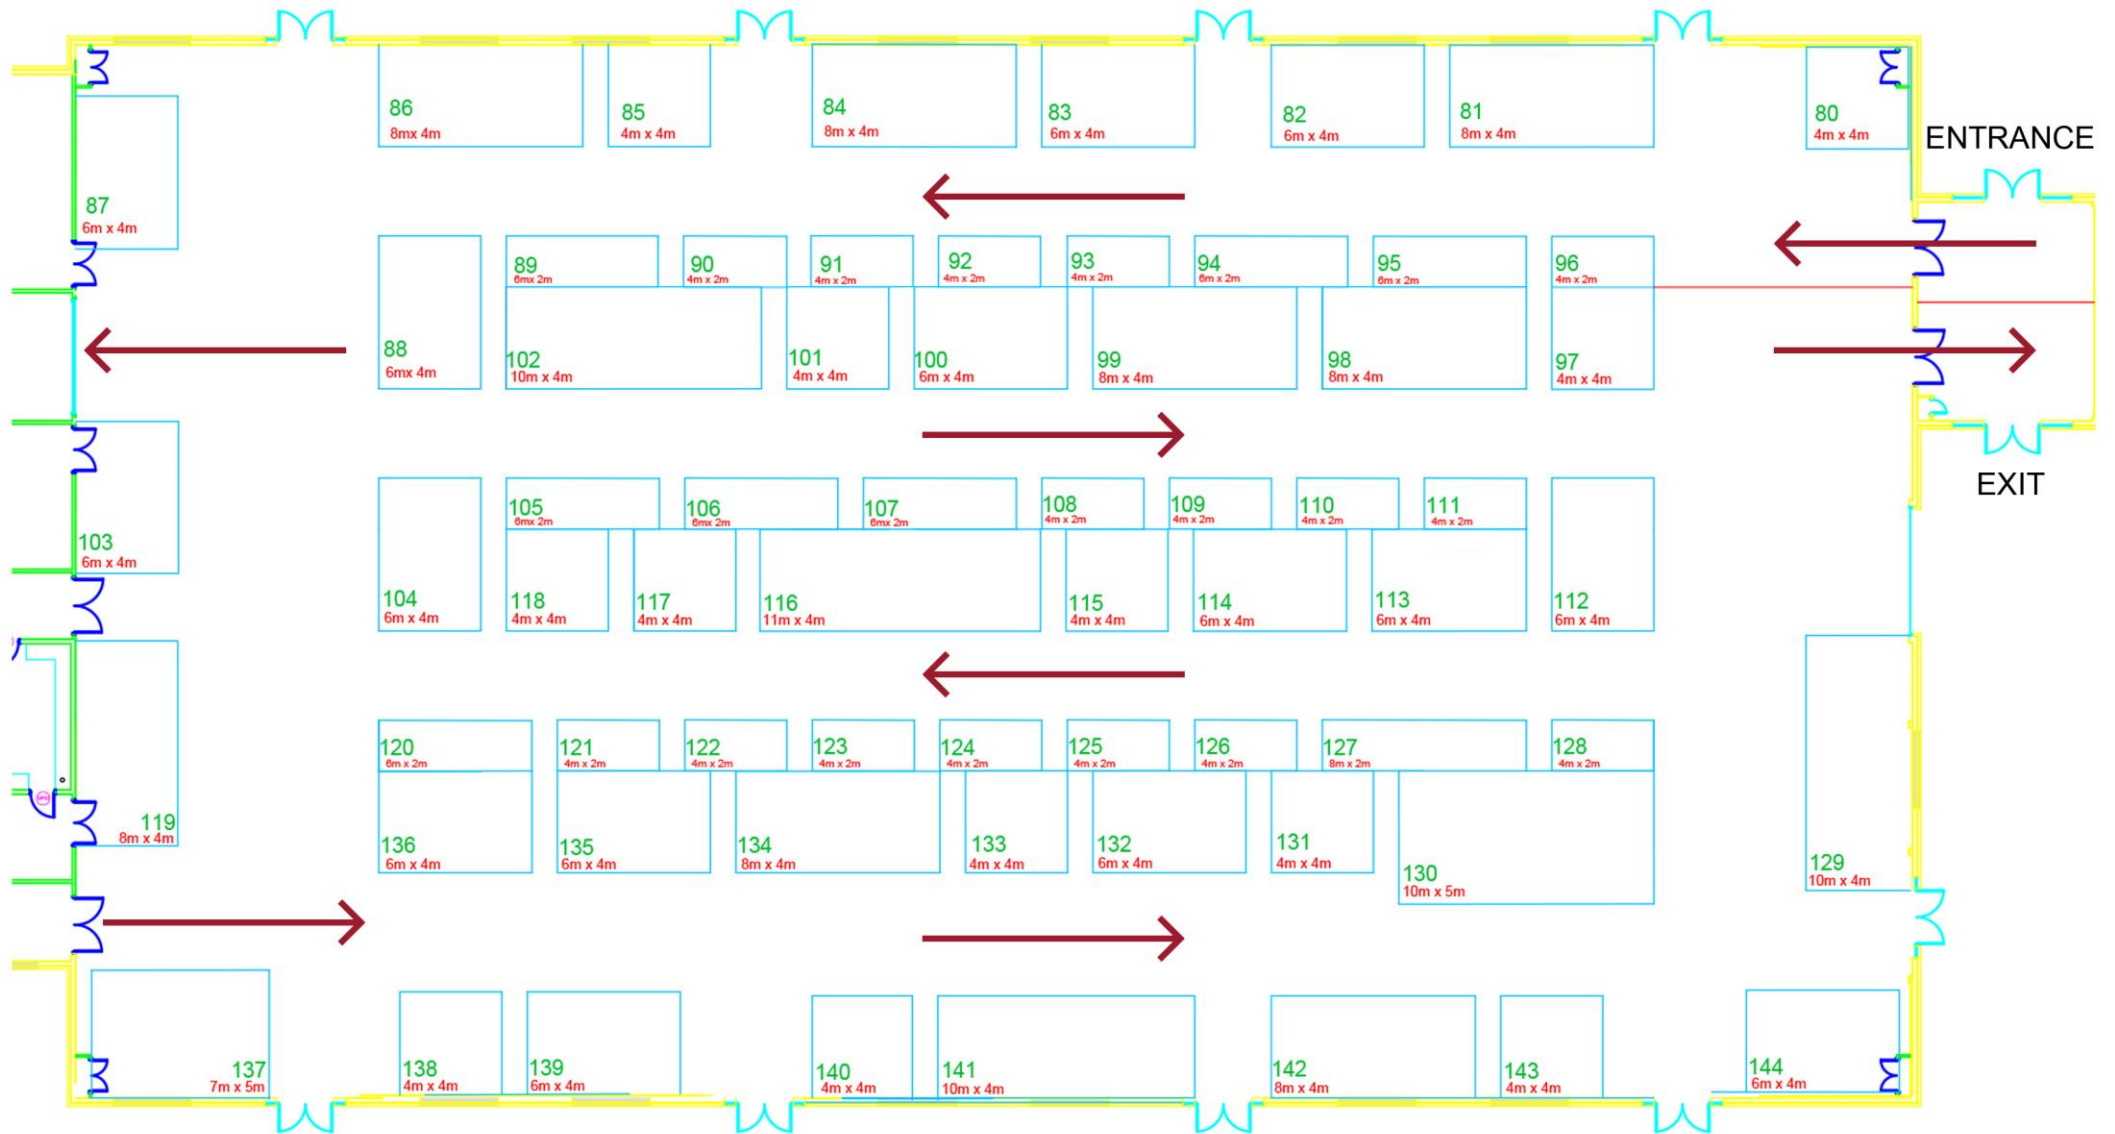 86
8mx 4m
85
4m x 4m
84
8m x 4m
83
6m x 4m
82
6m x 4m
81
8m x 4m
80
4m x 4m
ENTRANCE
87
6m x 4m
89
6mx 2m
90
4m x 2m
91
4m x 2m
92
4m x 2m
93
4m x 2m
94
6m x 2m
95
6m x 2m
96
4m x 2m
88
6mx 4m
102
10m x 4m
101
4m x 4m
100
6m x 4m
99
8m x 4m
98
8m x 4m
97
4m x 4m
EXIT
103
6m x 4m
105
6mx 2m
106
6mx 2m
107
6mx 2m
108
4m x 2m
109
4m x 2m
110
4m x 2m
111
4m x 2m
104
6m x 4m
118
4m x 4m
117
4m x 4m
116
11m x 4m
115
4m x 4m
114
6m x 4m
113
6m x 4m
112
6m x 4m
120
6m x 2m
121
4m x 2m
122
4m x 2m
123
4m x 2m
124
4m x 2m
125
4m x 2m
126
4m x 2m
127
8m x 2m
128
4m x 2m
119
8m x 4m
136
6m x 4m
135
6m x 4m
134
8m x 4m
133
4m x 4m
132
6m x 4m
131
4m x 4m
130
10m x 5m
129
10m x 4m
137
7m x 5m
138
4m x 4m
139
6m x 4m
140
4m x 4m
141
10m x 4m
142
8m x 4m
143
4m x 4m
144
6m x 4m